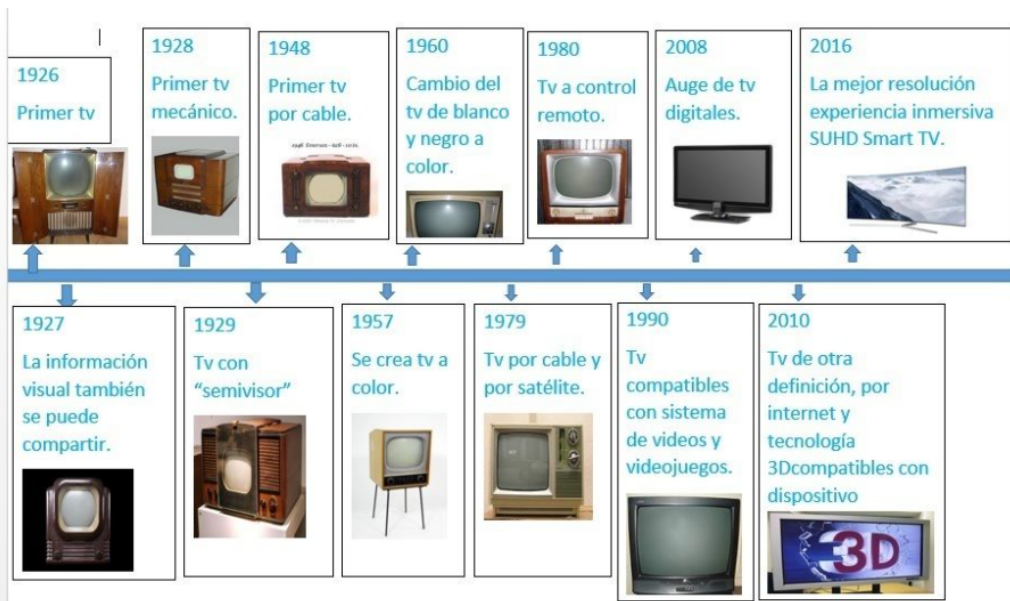 1926
Primer tv
1928
Primer tv
mecánico.
1948
Primer tv
por cable.
1960
Cambio del
tv de blanco
y negro a
color.
1980
Tv a control
remoto.
2008
Auge de tv
digitales.
2016
La mejor resolución
experiencia inmersiva
SUHD Smart TV.
1927
La información
visual también
se puede
compartir.
1929
Tv con
"semivisor"
1957
Se crea tv a
color.
1979
Tv por cable y
por satélite.
1990
Tv
compatibles
con sistema
de videos y
videojuegos.
2010
Tv de otra
definición, por
internet y
tecnología
3Dcompatibles con
dispositivo
3D